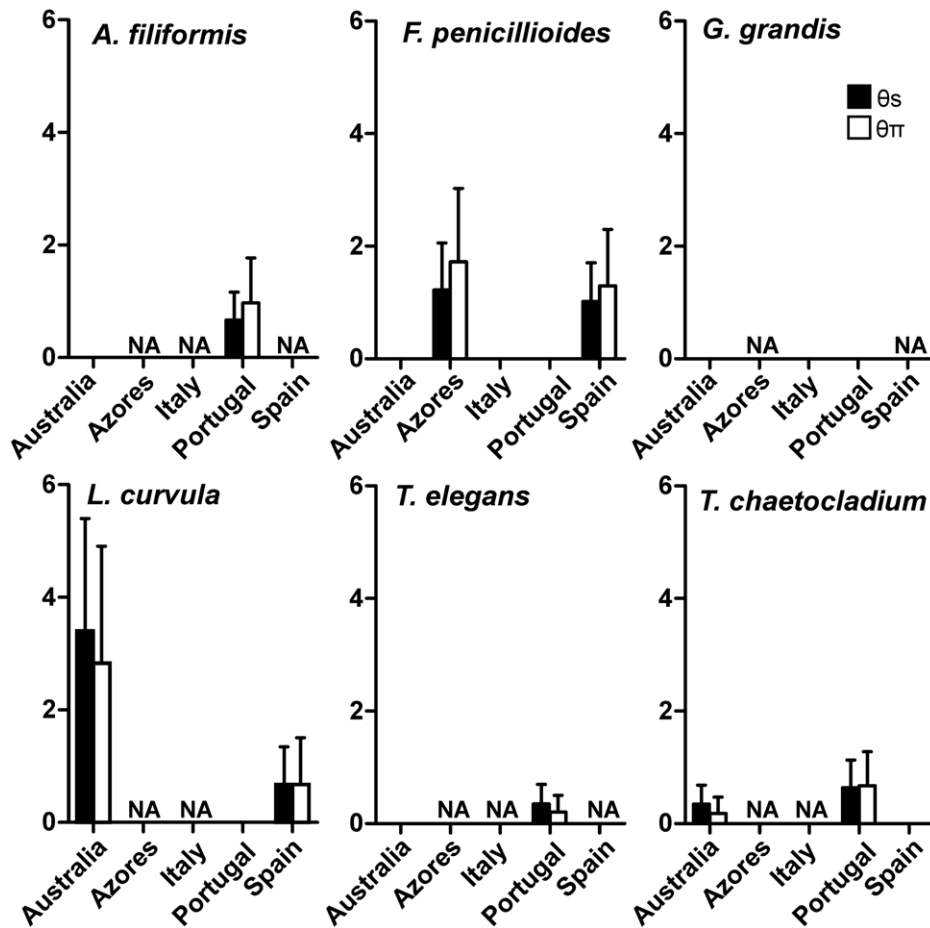 A. filiformis
6
4
2
0
NA NA NA
Australia
Azores
Italy
Portugal
Spain
F. penicillioides
6
4
2
0
Australia
Azores
Italy
Portugal
Spain
G. grandis
6
4
2
0
θs
θπ
NA NA
Australia
Azores
Italy
Portugal
Spain
L. curvula
6
4
2
0
NA NA
Australia
Azores
Italy
Portugal
Spain
T. elegans
6
4
2
0
NA NA NA
Australia
Azores
Italy
Portugal
Spain
T. chaetocladium
6
4
2
0
NA NA
Australia
Azores
Italy
Portugal
Spain